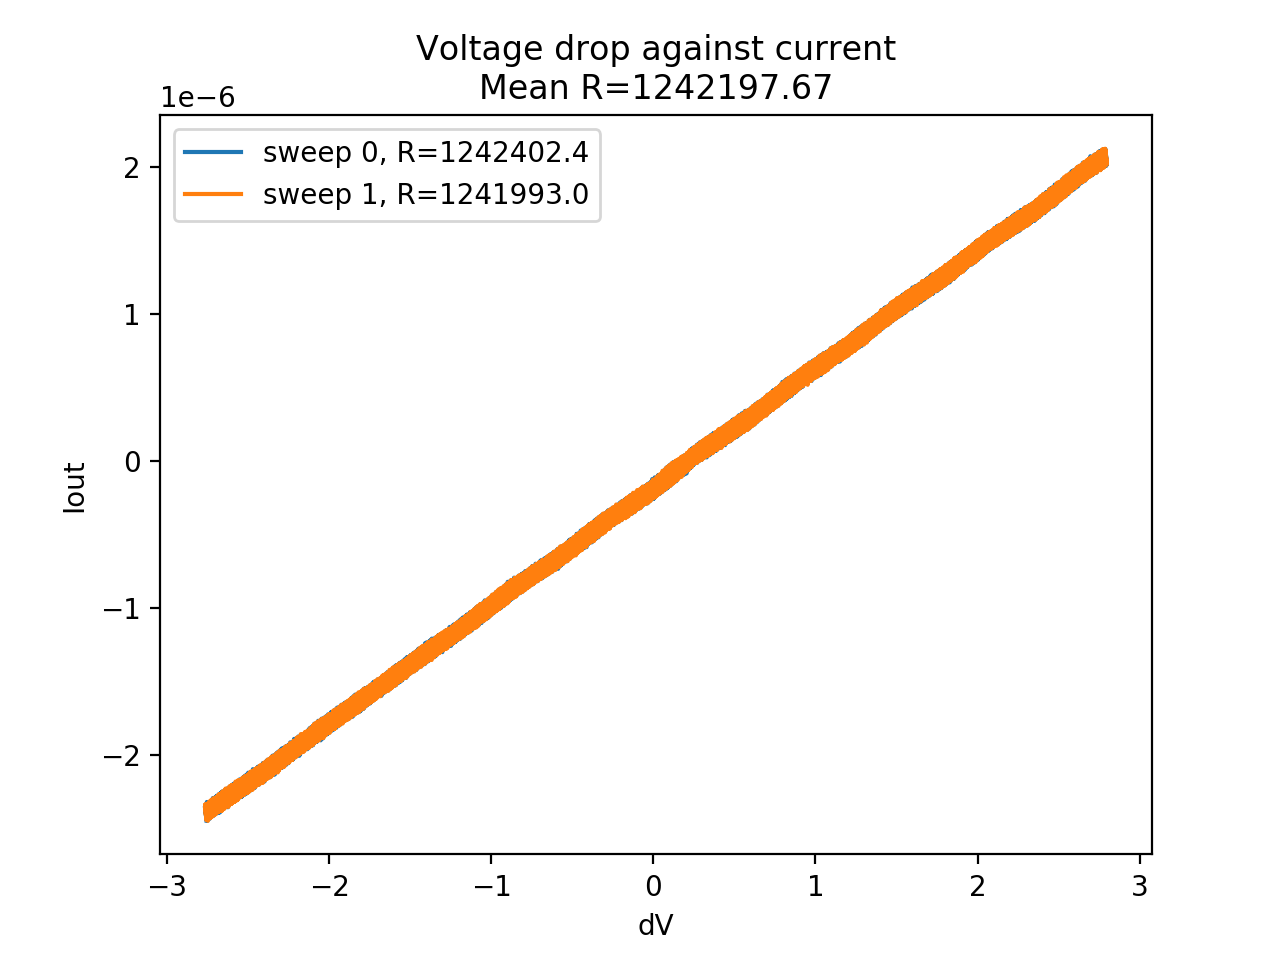 Voltage drop against current
Mean R=1242197.67
1e−6
sweep 0, R=1242402.4
sweep 1, R=1241993.0
2
1
0
−1
−2
Iout
−3 −2 −1 0 1 2 3
dV